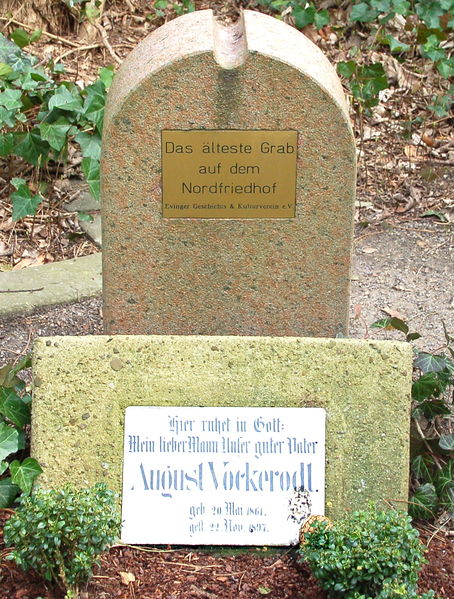 Das älteste Grab
auf dem
Nordfriedhof
Evinger Geschichts & Kulturverein e.V
Hier ruhet in Gott:
Mein lieber Mann Unser guter Vater
August Vockerodt.
geb. 20 Mai 1861.
gest. 22 Nov. 1897.